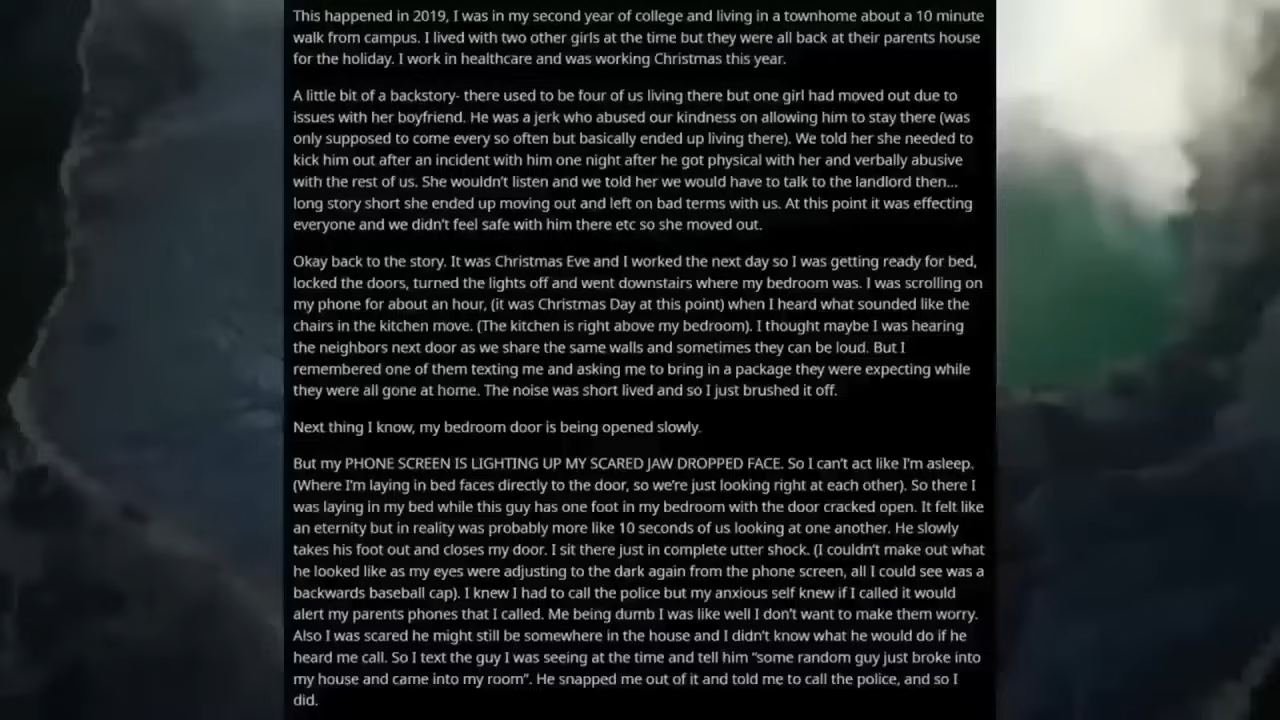 This happened in 2019, I was in my second year of college and living in a townhome about a 10 minute
walk from campus. I lived with two other girls at the time but they were all back at their parents house
for the holiday. I work in healthcare and was working Christmas this year.
A little bit of a backstory- there used to be four of us living there but one girl had moved out due to
issues with her boyfriend. He was a jerk who abused our kindness on allowing him to stay there (was
only supposed to come every so often but basically ended up living there). We told her she needed to
kick him out after an incident with him one night after he got physical with her and verbally abusive
with the rest of us. She wouldn't listen and we told her we would have to talk to the landlord then...
long story short she ended up moving out and left on bad terms with us. At this point it was effecting
everyone and we didn't feel safe with him there etc so she moved out.
Okay back to the story. It was Christmas Eve and I worked the next day so I was getting ready for bed,
locked the doors, turned the lights off and went downstairs where my bedroom was. I was scrolling on
my phone for about an hour, (it was Christmas Day at this point) when I heard what sounded like the
chairs in the kitchen move. (The kitchen is right above my bedroom). I thought maybe I was hearing
the neighbors next door as we share the same walls and sometimes they can be loud. But I
remembered one of them texting me and asking me to bring in a package they were expecting while
they were all gone at home. The noise was short lived and so I just brushed it off.
Next thing I know, my bedroom door is being opened slowly.
But my PHONE SCREEN IS LIGHTING UP MY SCARED JAW DROPPED FACE. So I can't act like I'm asleep.
(Where I'm laying in bed faces directly to the door, so we're just looking right at each other). So there I
was laying in my bed while this guy has one foot in my bedroom with the door cracked open. It felt like
an eternity but in reality was probably more like 10 seconds of us looking at one another. He slowly
takes his foot out and closes my door. I sit there just in complete utter shock. (I couldn't make out what
he looked like as my eyes were adjusting to the dark again from the phone screen, all I could see was a
backwards baseball cap). I knew I had to call the police but my anxious self knew if I called it would
alert my parents phones that I called. Me being dumb I was like well I don't want to make them worry.
Also I was scared he might still be somewhere in the house and I didn't know what he would do if he
heard me call. So I text the guy I was seeing at the time and tell him "some random guy just broke into
my house and came into my room". He snapped me out of it and told me to call the police, and so I
did.